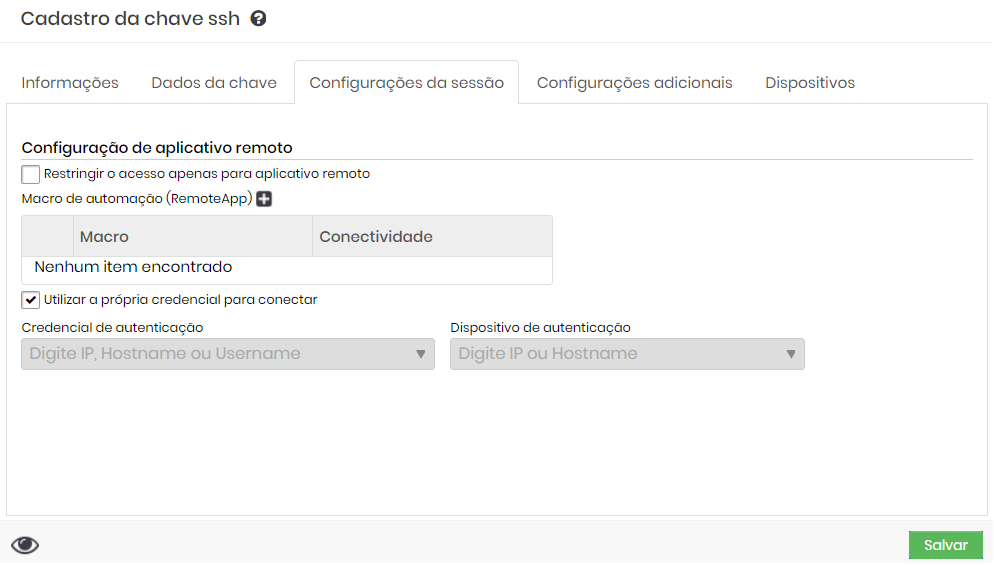 Cadastro da chave ssh
Informações
Dados da chave
Configurações da sessão
Configurações adicionais
Dispositivos
Configuração de aplicativo remoto
Restringir o acesso apenas para aplicativo remoto
Macro de automação (RemoteApp)
Macro
Conectividade
Nenhum item encontrado
Utilizar a própria credencial para conectar
Credencial de autenticação
Dispositivo de autenticação
Digite IP, Hostname ou Username
Digite IP ou Hostname
Salvar